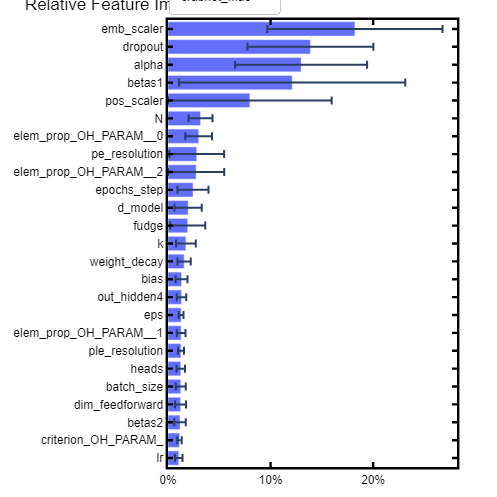 Relative Feature Im
emb_scaler
dropout
alpha
betas1
pos_scaler
N
elem_prop_OH_PARAM__0
pe_resolution
elem_prop_OH_PARAM__2
epochs_step
d_model
fudge
k
weight_decay
bias
out_hidden4
eps
elem_prop_OH_PARAM__1
ple_resolution
heads
batch_size
dim_feedforward
betas2
criterion_OH_PARAM_
lr
0% 10% 20%